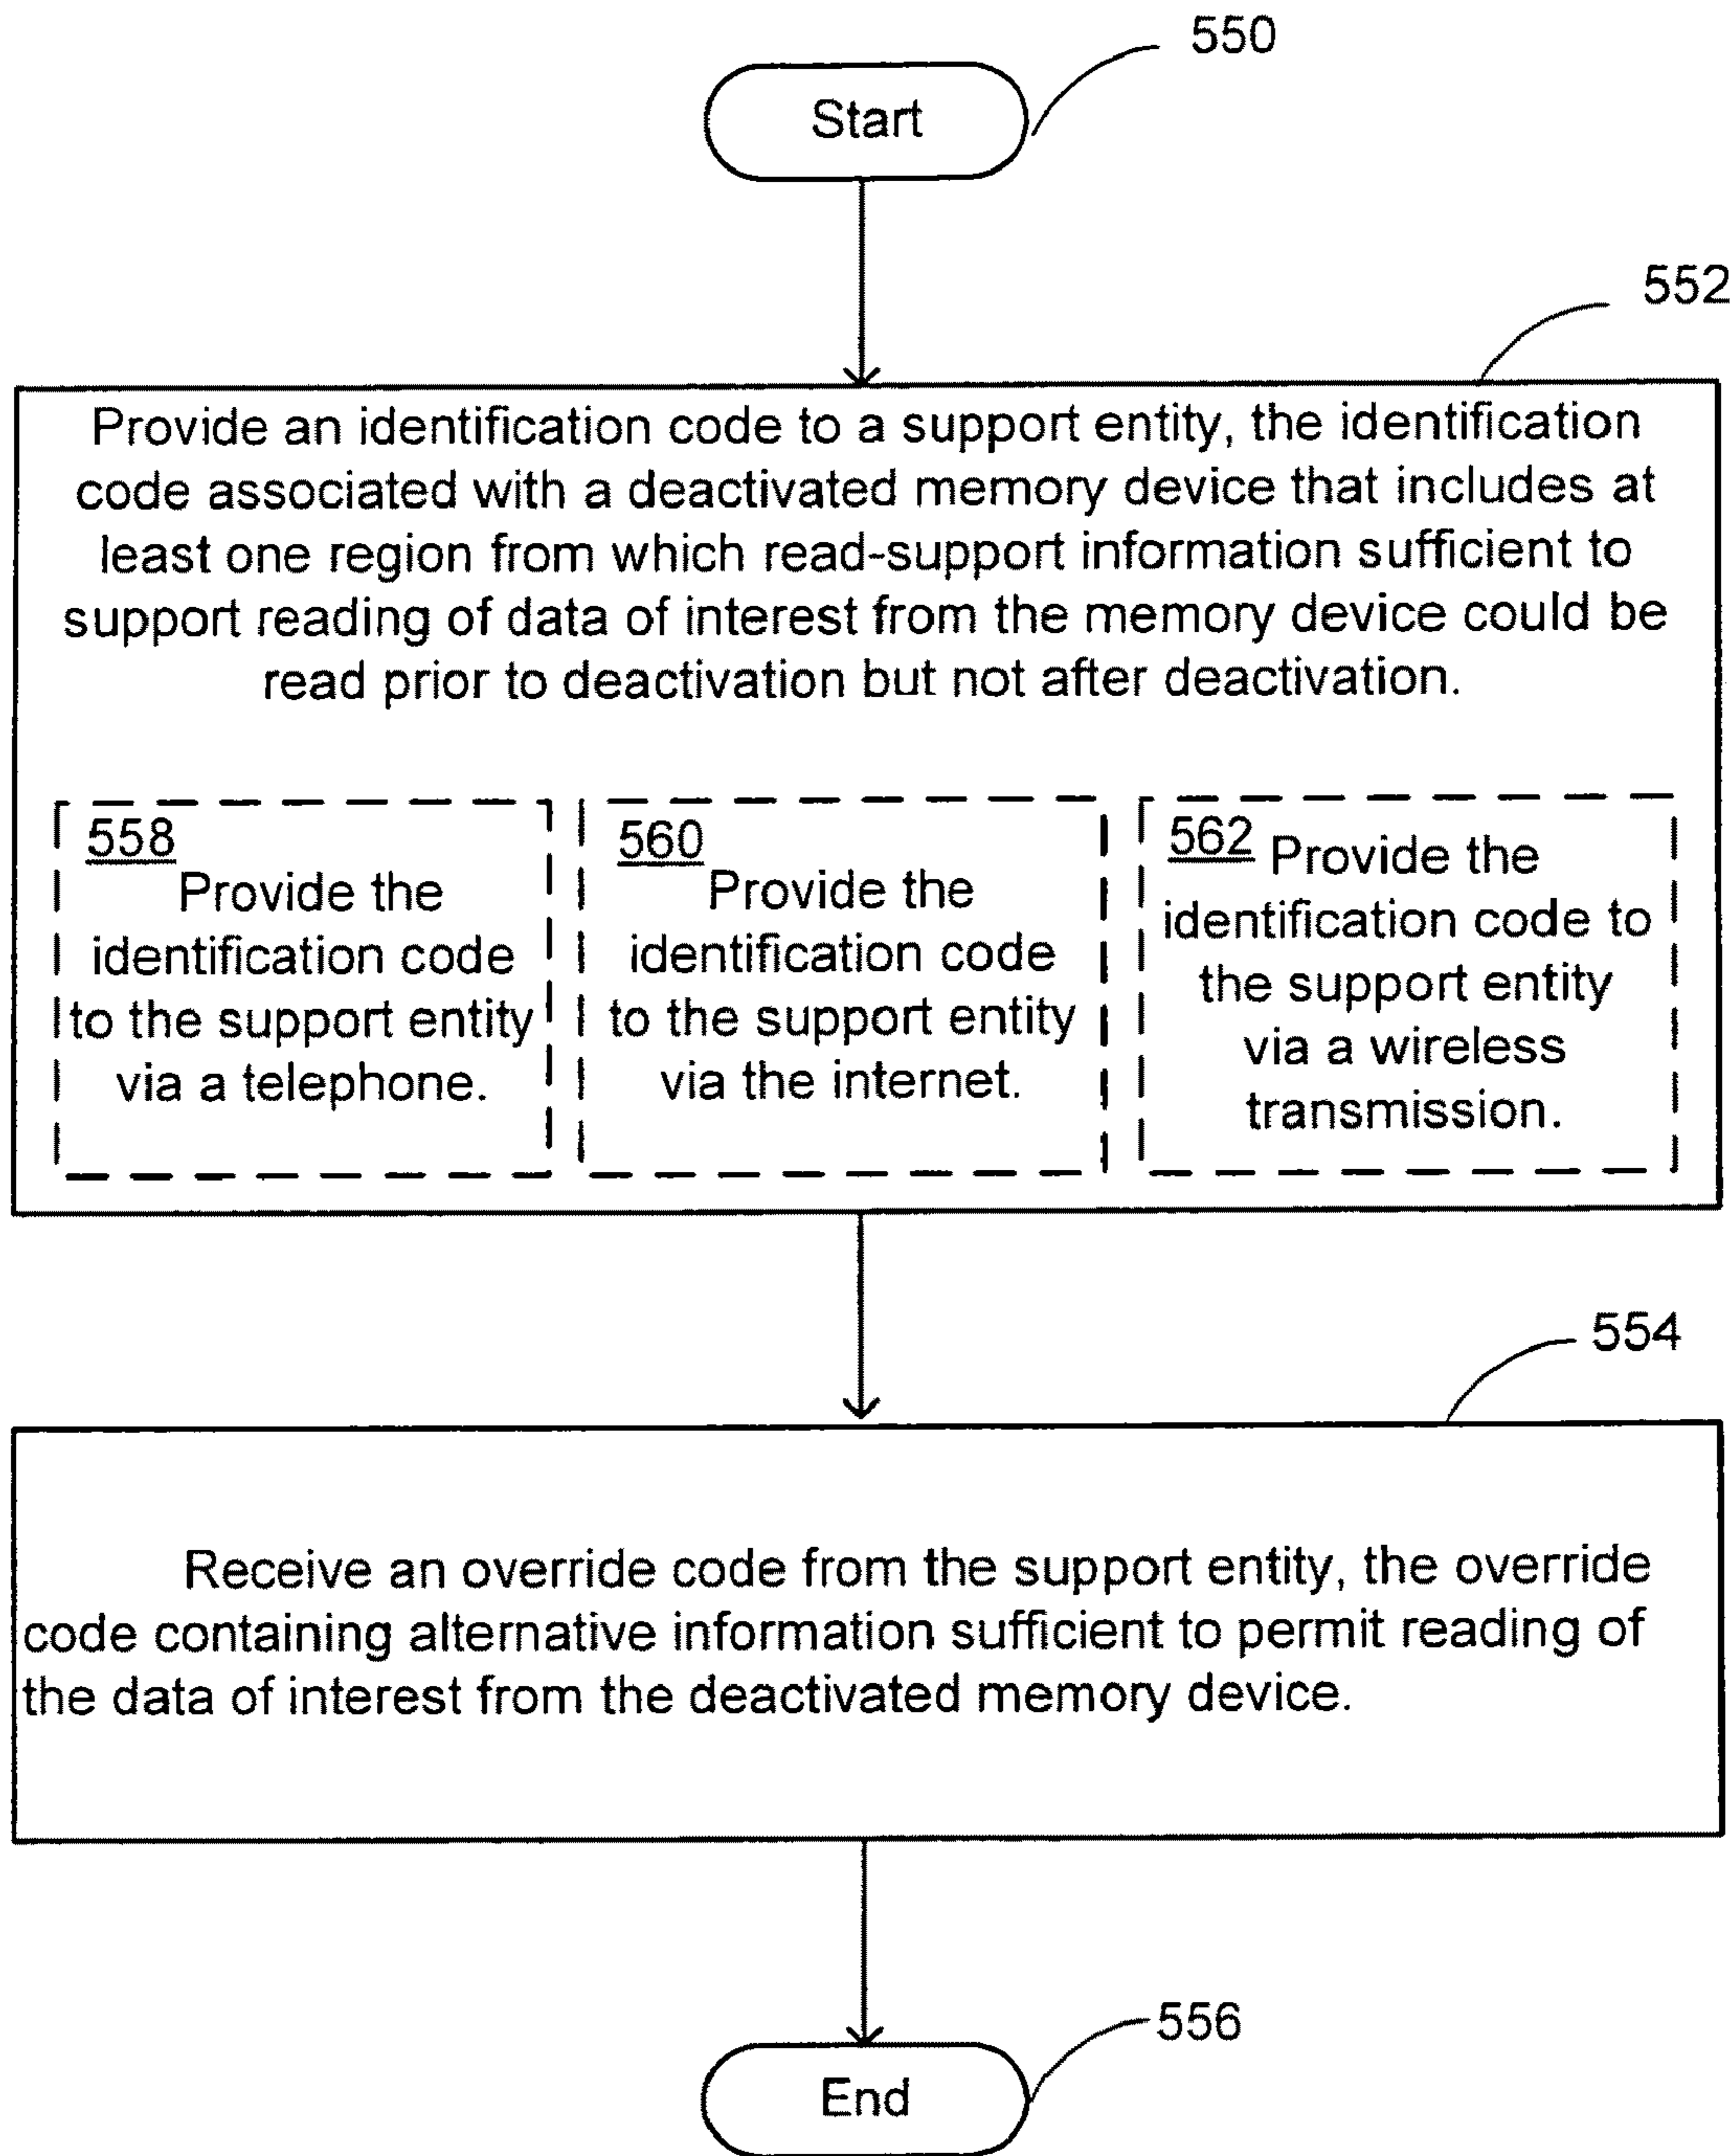 550
Start
552
Provide an identification code to a support entity, the identification
code associated with a deactivated memory device that includes at
least one region from which read-support information sufficient to
support reading of data of interest from the memory device could be
read prior to deactivation but not after deactivation.
558
Provide the
identification code
to the support entity
via a telephone.
560
Provide the
identification code
to the support entity
via the internet.
562 Provide the
identification code to
the support entity
via a wireless
transmission.
554
Receive an override code from the support entity, the override
code containing alternative information sufficient to permit reading of
the data of interest from the deactivated memory device.
556
End